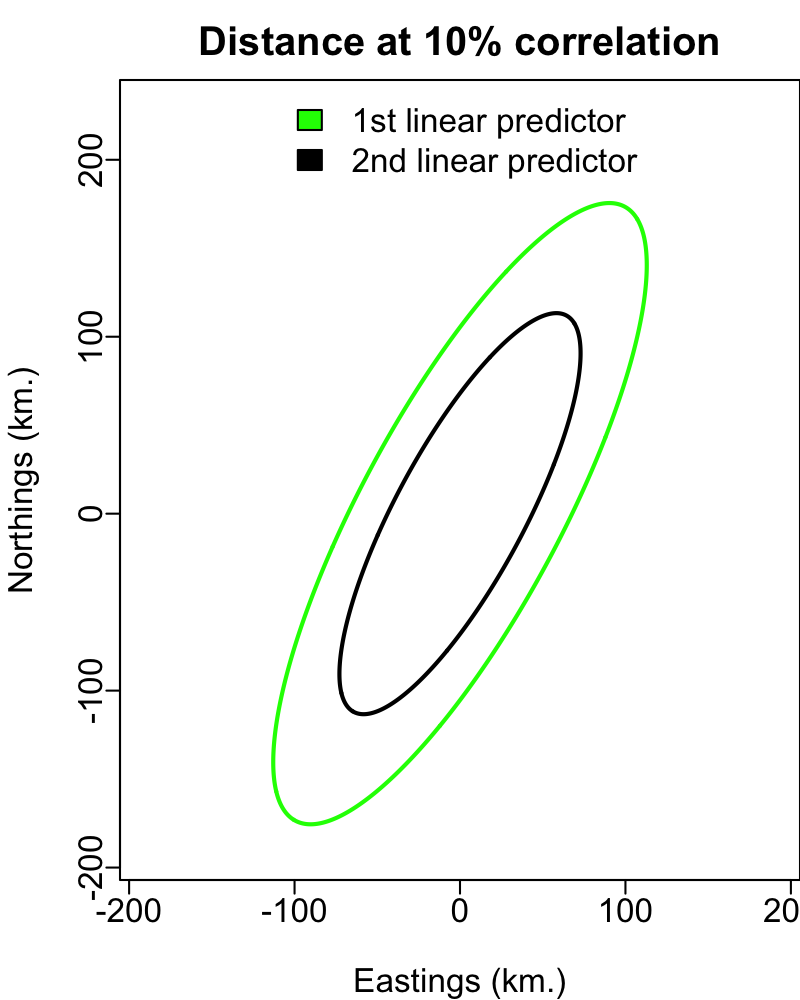 Distance at 10% correlation
1st linear predictor
2nd linear predictor
200
100
0
-100
-200
Northings (km.)
-200 -100 0 100 20
Eastings (km.)